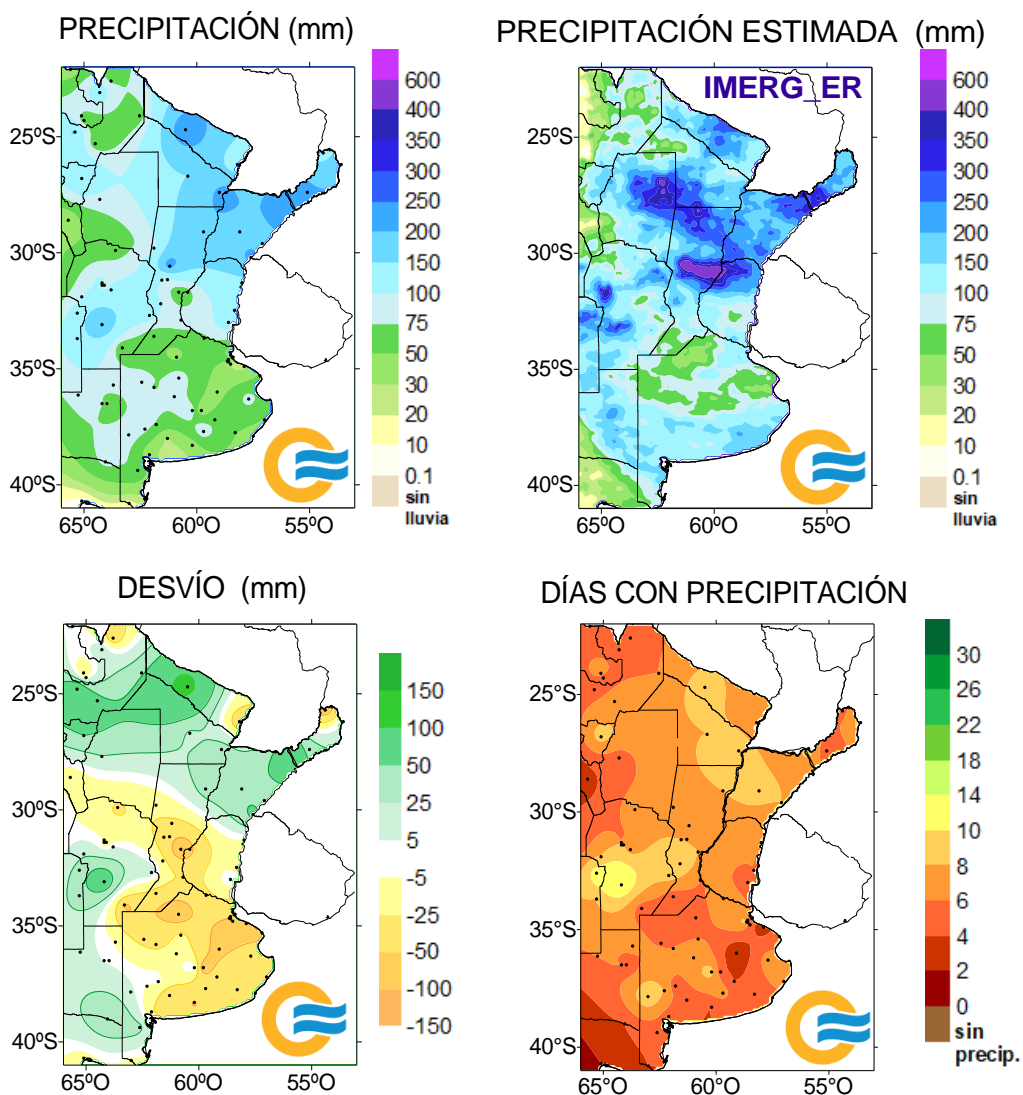 PRECIPITACIÓN (mm)
600
400
350
300
250
200
150
100
75
50
30
20
10
0.1
sin
lluvia
25ºS
30ºS
35ºS
40ºS
65ºO
60ºO
55ºO
PRECIPITACIÓN ESTIMADA (mm)
IMERG_ER
600
400
350
300
250
200
150
100
75
50
30
20
10
0.1
sin
lluvia
25ºS
30ºS
35ºS
40ºS
65ºO
60ºO
55ºO
DESVÍO (mm)
150
100
50
25
5
-5
-25
-50
-100
-150
25ºS
30ºS
35ºS
40ºS
65ºO
60ºO
55ºO
DÍAS CON PRECIPITACIÓN
30
26
22
18
14
10
8
6
4
2
0
sin
precip.
25ºS
30ºS
35ºS
40ºS
65ºO
60ºO
55ºO